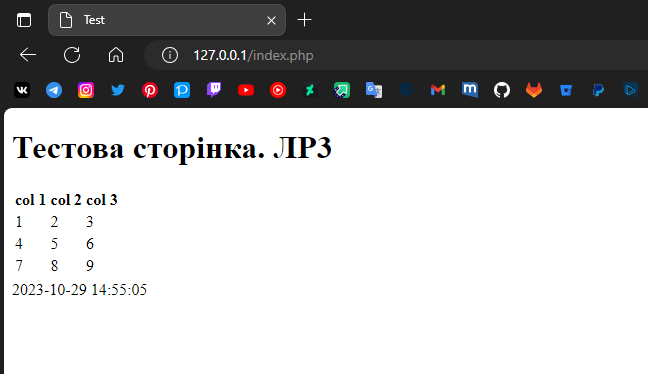 Test
127.0.0.1/index.php
Тестова сторінка. ЛР3
col 1 col 2 col 3
1 2 3
4 5 6
7 8 9
2023-10-29 14:55:05